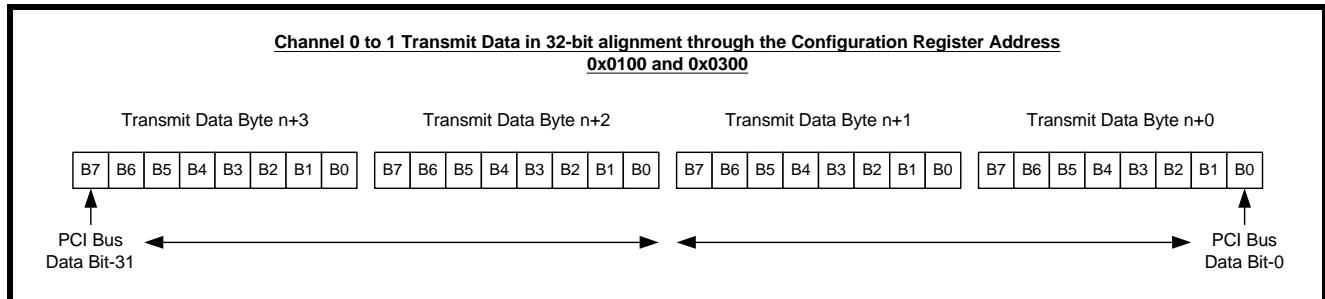 Channel 0 to 1 Transmit Data in 32-bit alignment through the Configuration Register Address
0x0100 and 0x0300
Transmit Data Byte n+3 Transmit Data Byte n+2 Transmit Data Byte n+1 Transmit Data Byte n+0
B7 B6 B5 B4 B3 B2 B1 B0 B7 B6 B5 B4 B3 B2 B1 B0 B7 B6 B5 B4 B3 B2 B1 B0 B7 B6 B5 B4 B3 B2 B1 B0
PCI Bus PCI Bus
Data Bit-31 Data Bit-0